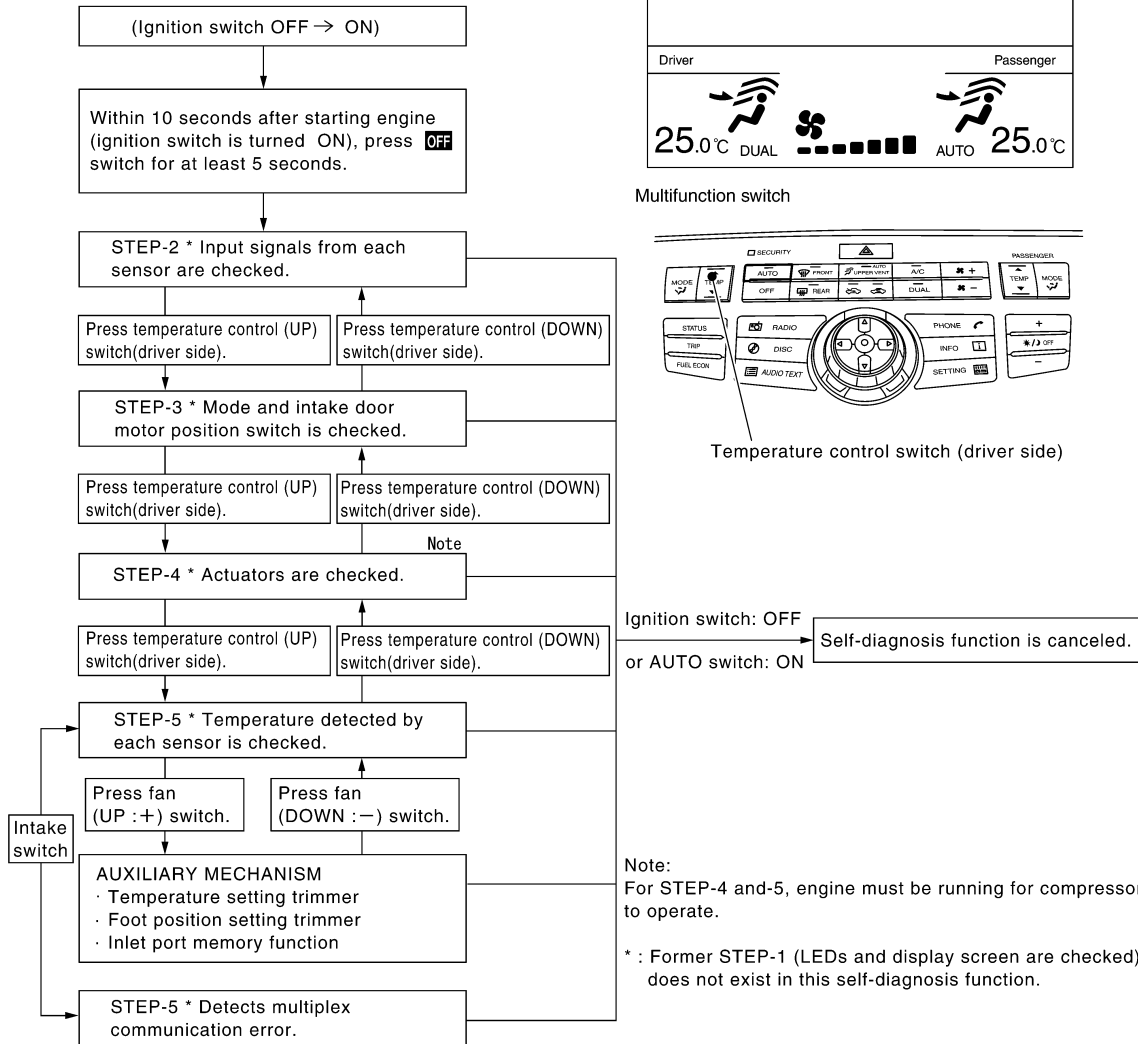 (Ignition switch OFF → ON)
Within 10 seconds after starting engine
(ignition switch is turned ON), press OFF
switch for at least 5 seconds.
STEP-2 * Input signals from each
sensor are checked.
Press temperature control (UP)
switch(driver side).
Press temperature control (DOWN)
switch(driver side).
STEP-3 * Mode and intake door
motor position switch is checked.
Press temperature control (UP)
switch(driver side).
Press temperature control (DOWN)
switch(driver side).
Note
STEP-4 * Actuators are checked.
Press temperature control (UP)
switch(driver side).
Press temperature control (DOWN)
switch(driver side).
STEP-5 * Temperature detected by
each sensor is checked.
Press fan
(UP :+) switch.
Press fan
(DOWN :−) switch.
Intake
switch
AUXILIARY MECHANISM
· Temperature setting trimmer
· Foot position setting trimmer
· Inlet port memory function
STEP-5 * Detects multiplex
communication error.
Driver
Passenger
25.0℃ DUAL
AUTO 25.0℃
Multifunction switch
SECURITY
PASSENGER
MODE
TEMP
AUTO
FRONT
AUTO
UPPER VENT
A/C
+
TEMP
MODE
OFF
REAR
DUAL
−
STATUS
TRIP
FUEL ECON
RADIO
DISC
AUDIO TEXT
PHONE
INFO
i
SETTING
+
/ OFF
−
Temperature control switch (driver side)
Ignition switch: OFF
or AUTO switch: ON
Self-diagnosis function is canceled.
Note:
For STEP-4 and-5, engine must be running for compressor
to operate.
* : Former STEP-1 (LEDs and display screen are checked)
does not exist in this self-diagnosis function.